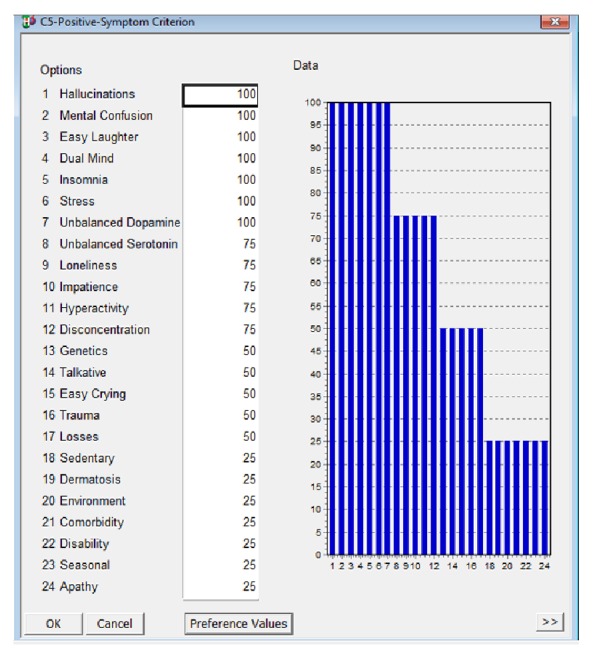 C5-Positive-Symptom Criterion
Options
Data
1 Hallucinations 100
2 Mental Confusion 100
3 Easy Laughter 100
4 Dual Mind 100
5 Insomnia 100
6 Stress 100
7 Unbalanced Dopamine 100
8 Unbalanced Serotonin 75
9 Loneliness 75
10 Impatience 75
11 Hyperactivity 75
12 Disconcentration 75
13 Genetics 50
14 Talkative 50
15 Easy Crying 50
16 Trauma 50
17 Losses 50
18 Sedentary 25
19 Dermatosis 25
20 Environment 25
21 Comorbidity 25
22 Disability 25
23 Seasonal 25
24 Apathy 25
100
95
90
85
80
75
70
65
60
55
50
45
40
35
30
25
20
15
10
5
0
1 2 3 4 5 6 7 8 9 10 12 14 16 18 20 22 24
OK Cancel Preference Values >>